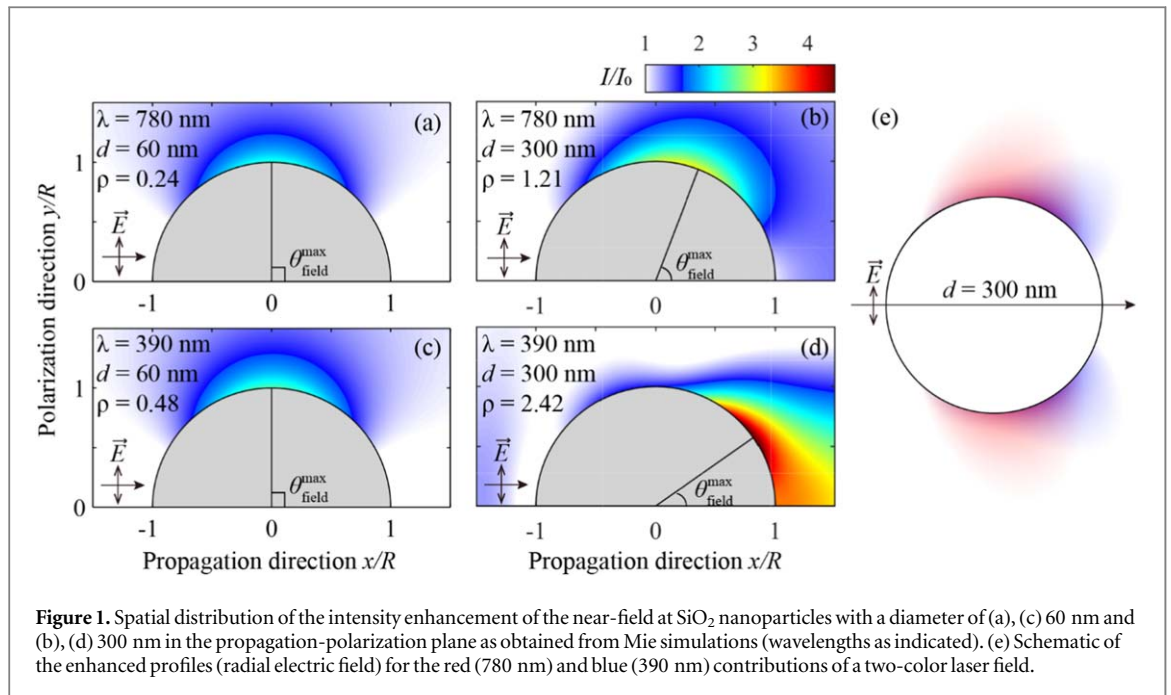 1 2 3 4
I/I₀
λ = 780 nm
d = 60 nm
ρ = 0.24
(a)
E⃗
θ^max_field
λ = 780 nm
d = 300 nm
ρ = 1.21
(b)
E⃗
θ^max_field
(e)
1
0
-1 0 1
-1 0 1
E⃗
d = 300 nm
Polarization direction y/R
λ = 390 nm
d = 60 nm
ρ = 0.48
(c)
E⃗
θ^max_field
λ = 390 nm
d = 300 nm
ρ = 2.42
(d)
E⃗
θ^max_field
1
0
-1 0 1
-1 0 1
Propagation direction x/R
Propagation direction x/R
Figure 1. Spatial distribution of the intensity enhancement of the near-field at SiO₂ nanoparticles with a diameter of (a), (c) 60 nm and
(b), (d) 300 nm in the propagation-polarization plane as obtained from Mie simulations (wavelengths as indicated). (e) Schematic of
the enhanced profiles (radial electric field) for the red (780 nm) and blue (390 nm) contributions of a two-color laser field.